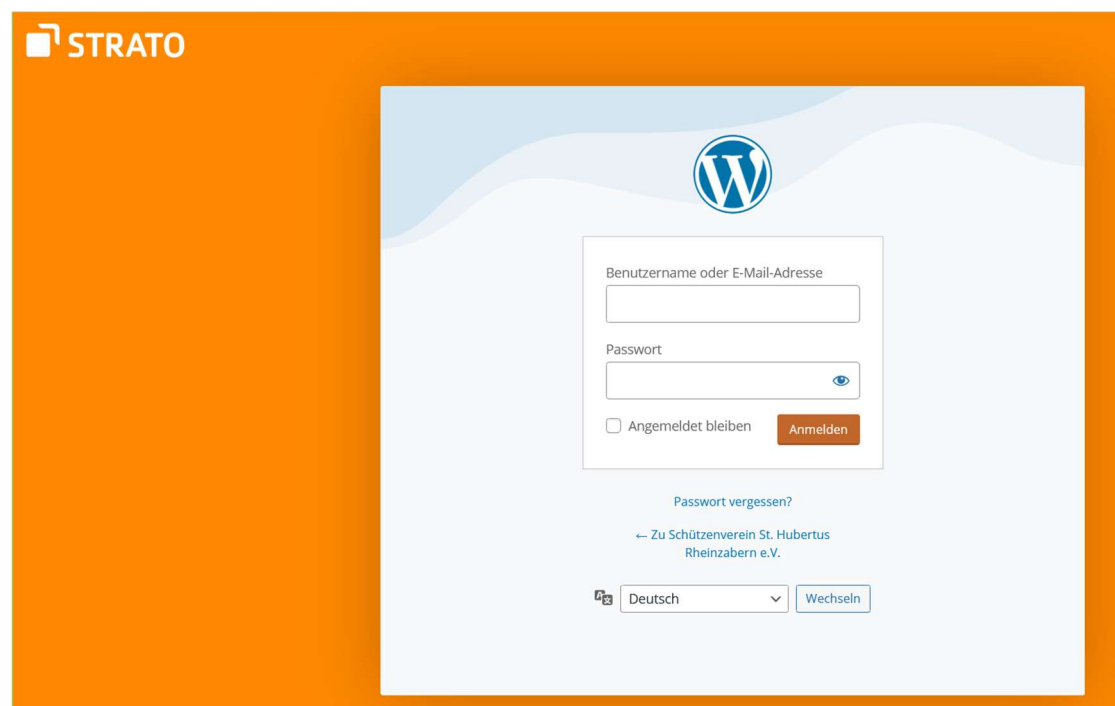 STRATO
Benutzername oder E-Mail-Adresse
Passwort
Angemeldet bleiben
Anmelden
Passwort vergessen?
← Zu Schützenverein St. Hubertus
Rheinzabern e.V.
Deutsch
Wechseln